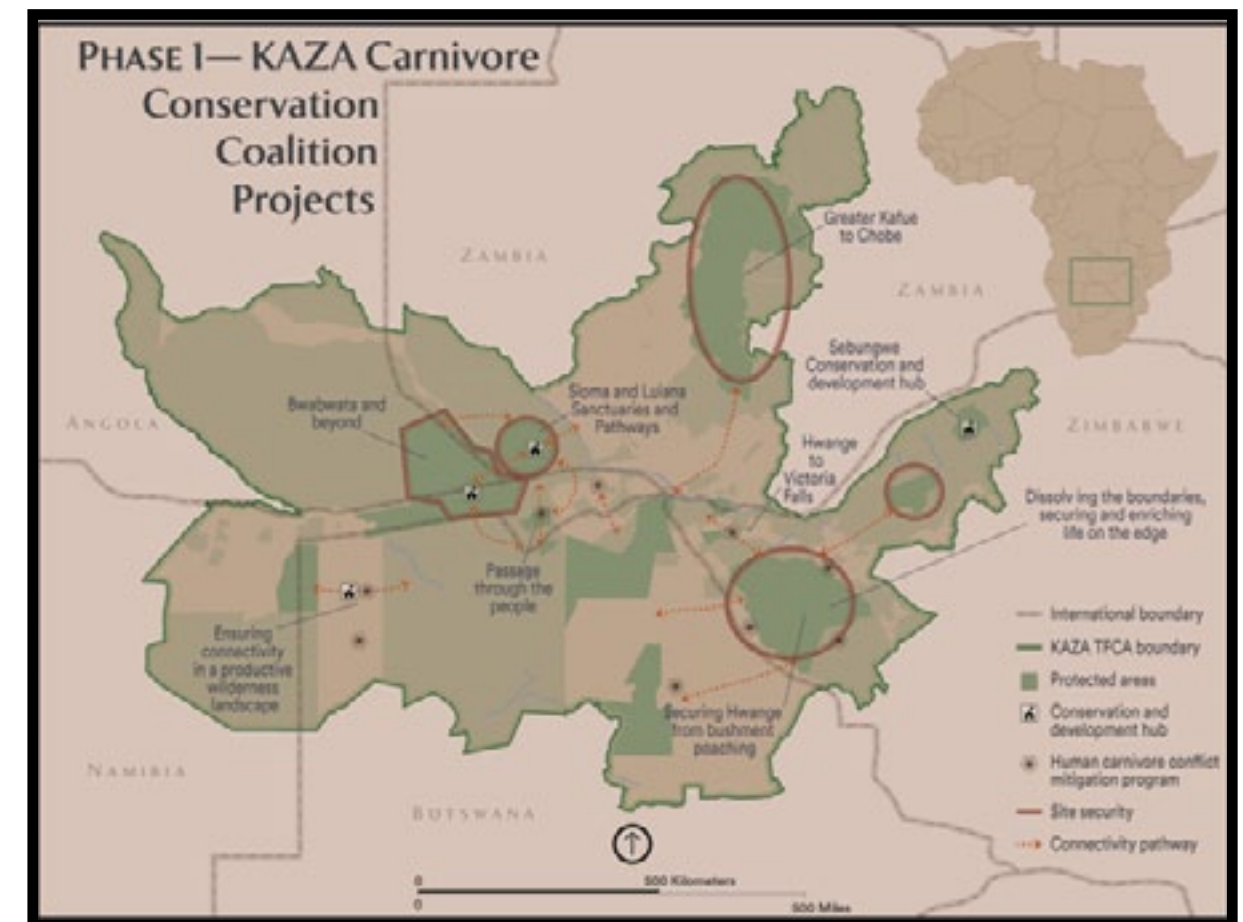 PHASE I— KAZA Carnivore
Conservation
Coalition
Projects
ZAMBIA
Greater Kafue
to Chobe
ZAMBIA
Sebungwe
Conservation and
development hub
Sioma and Luiana
Sanctuaries and
Pathways
Bwabwata and
beyond
ANGOLA
ZIMBABWE
Hwange
to
Victoria
Falls
Dissolving the boundaries,
securing and enriching
life on the edge
Passage
through the
people
Ensuring
connectivity
in a productive
wilderness
landscape
Securing Hwange
from bushment
poaching
NAMIBIA
BOTSWANA
International boundary
KAZA TFCA boundary
Protected areas
Conservation and
development hub
Human carnivore conflict
mitigation program
Site security
Connectivity pathway
0
500 Kilometers
0
500 Miles